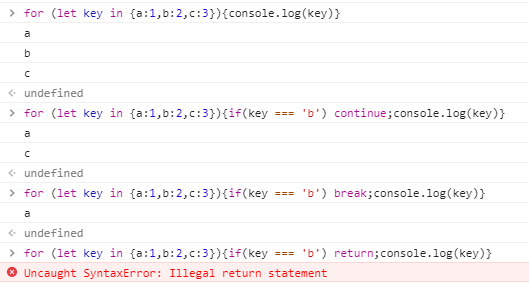 for (let key in {a:1,b:2,c:3}){console.log(key)}
a
b
c
undefined
for (let key in {a:1,b:2,c:3}){if(key === 'b') continue;console.log(key)}
a
c
undefined
for (let key in {a:1,b:2,c:3}){if(key === 'b') break;console.log(key)}
a
undefined
for (let key in {a:1,b:2,c:3}){if(key === 'b') return;console.log(key)}
Uncaught SyntaxError: Illegal return statement